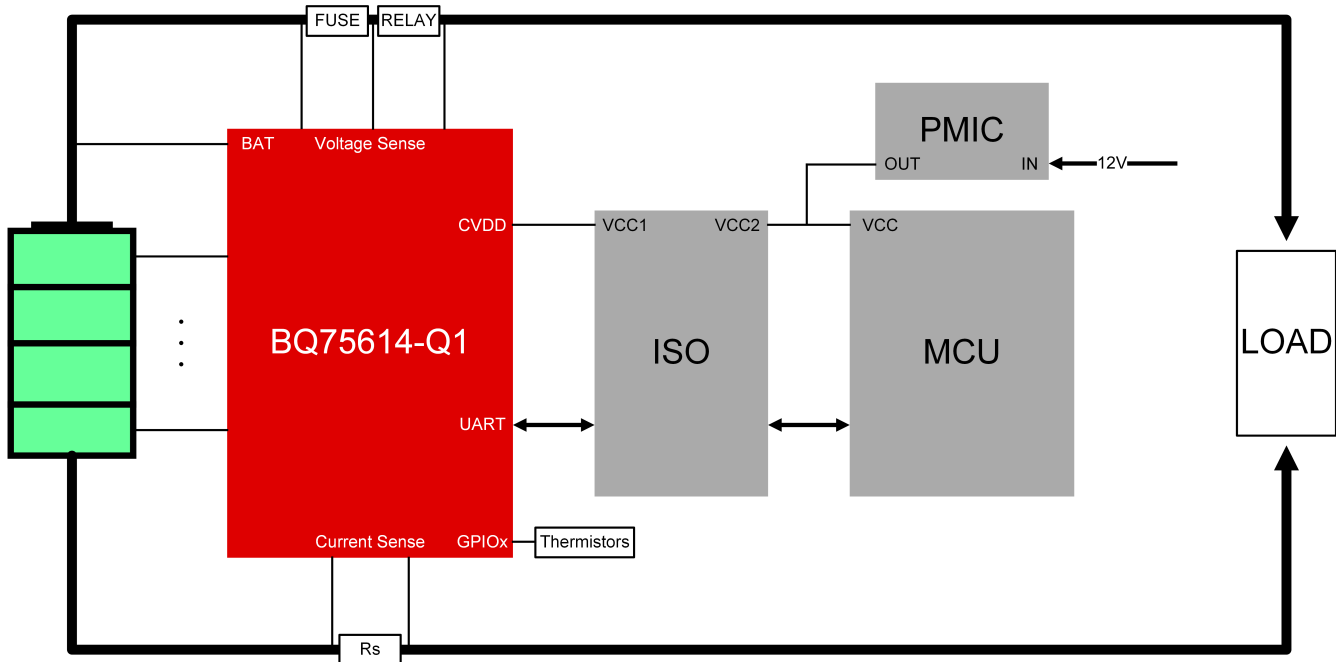 FUSE
RELAY
BAT
Voltage Sense
PMIC
OUT
IN
12V
CVDD
VCC1
VCC2
VCC
BQ75614-Q1
ISO
MCU
LOAD
UART
Current Sense
GPIOx
Thermistors
Rs